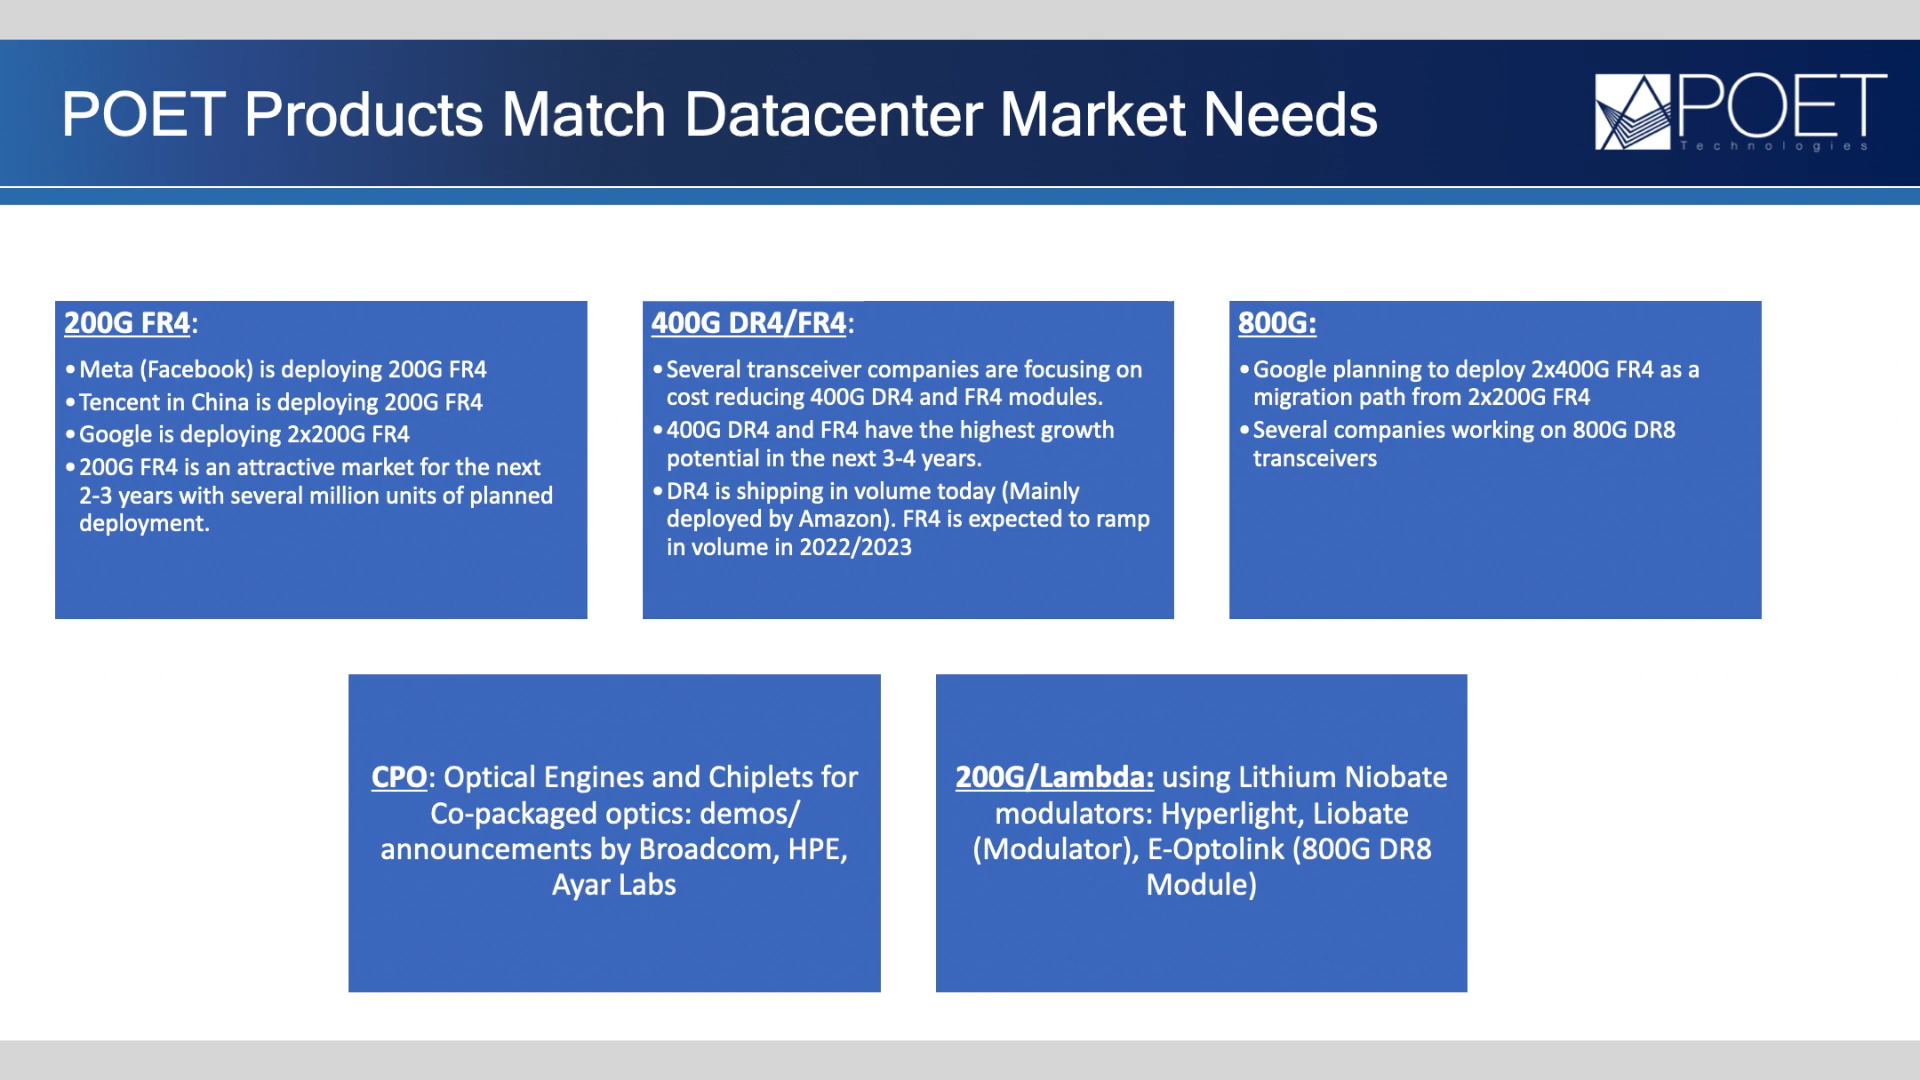 POET Products Match Datacenter Market Needs
POET
Technologies
200G FR4:
•Meta (Facebook) is deploying 200G FR4
•Tencent in China is deploying 200G FR4
•Google is deploying 2x200G FR4
•200G FR4 is an attractive market for the next
2-3 years with several million units of planned
deployment.
400G DR4/FR4:
•Several transceiver companies are focusing on
cost reducing 400G DR4 and FR4 modules.
•400G DR4 and FR4 have the highest growth
potential in the next 3-4 years.
•DR4 is shipping in volume today (Mainly
deployed by Amazon). FR4 is expected to ramp
in volume in 2022/2023
800G:
•Google planning to deploy 2x400G FR4 as a
migration path from 2x200G FR4
•Several companies working on 800G DR8
transceivers
CPO: Optical Engines and Chiplets for
Co-packaged optics: demos/
announcements by Broadcom, HPE,
Ayar Labs
200G/Lambda: using Lithium Niobate
modulators: Hyperlight, Liobate
(Modulator), E-Optolink (800G DR8
Module)